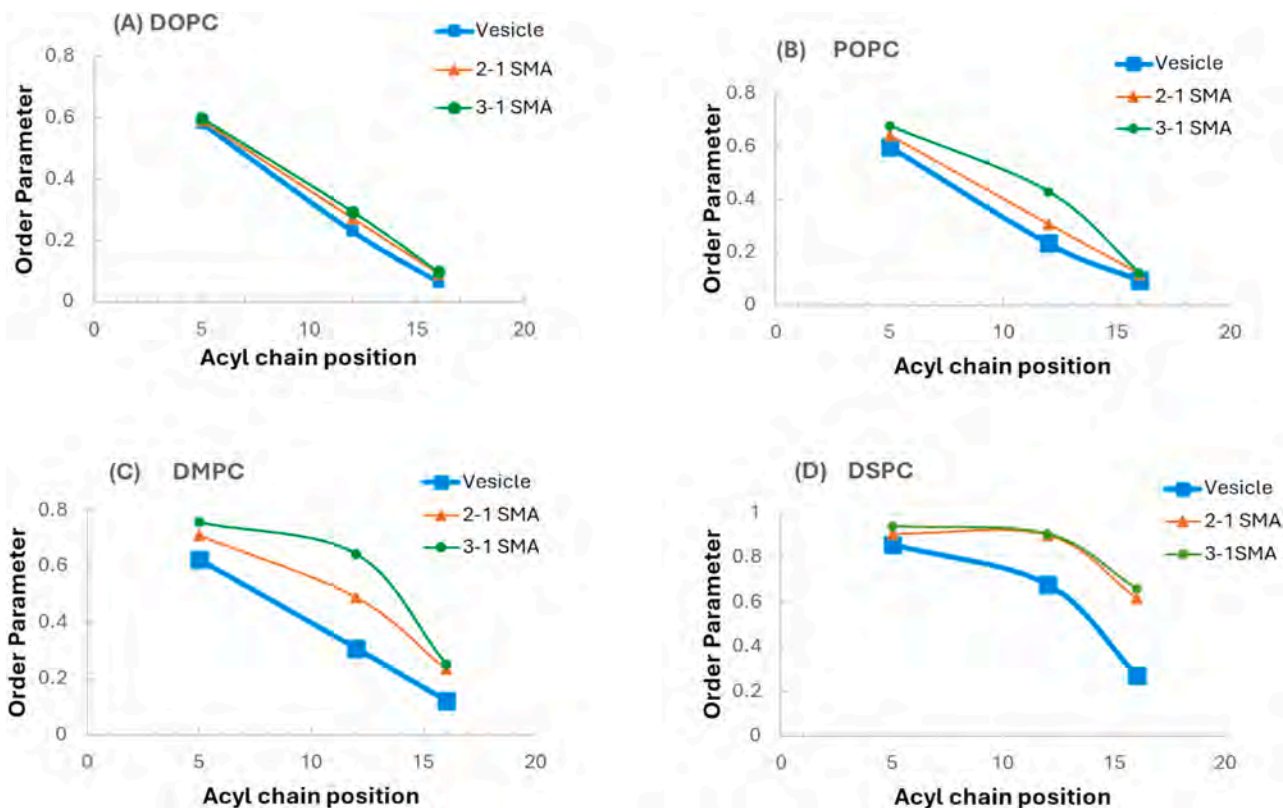 (A) DOPC
Vesicle
2-1 SMA
3-1 SMA
Order Parameter
0.8
0.6
0.4
0.2
0
0 5 10 15 20
Acyl chain position
(B) POPC
Vesicle
2-1 SMA
3-1 SMA
Order Parameter
0.8
0.6
0.4
0.2
0
0 5 10 15 20
Acyl chain position
(C) DMPC
Vesicle
2-1 SMA
3-1 SMA
Order Parameter
0.8
0.6
0.4
0.2
0
0 5 10 15 20
Acyl chain position
(D) DSPC
Vesicle
2-1 SMA
3-1SMA
Order Parameter
1
0.8
0.6
0.4
0.2
0
0 5 10 15 20
Acyl chain position